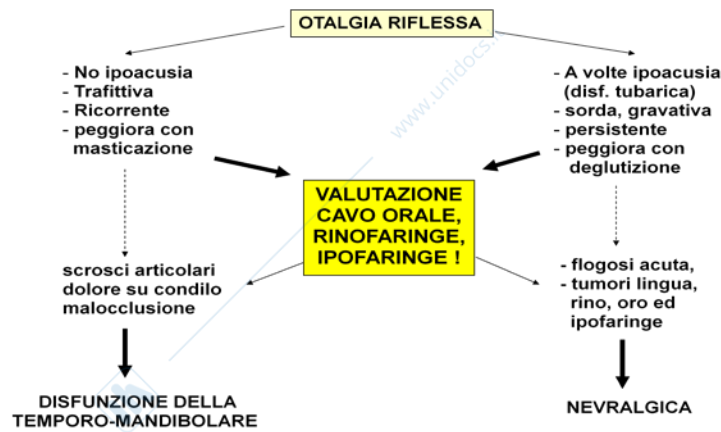 OTALGIA RIFLESSA
- No ipoacusia
- Trafittiva
- Ricorrente
- peggiora con
masticazione
- A volte ipoacusia
(disf. tubarica)
- sorda, gravativa
- persistente
- peggiora con
deglutizione
VALUTAZIONE
CAVO ORALE,
RINOFARINGE,
IPOFARINGE !
scrosci articolari
dolore su condilo
malocclusione
- flogosi acuta,
- tumori lingua,
rino, oro ed
ipofaringe
DISFUNZIONE DELLA
TEMPORO-MANDIBOLARE
NEVRALGICA